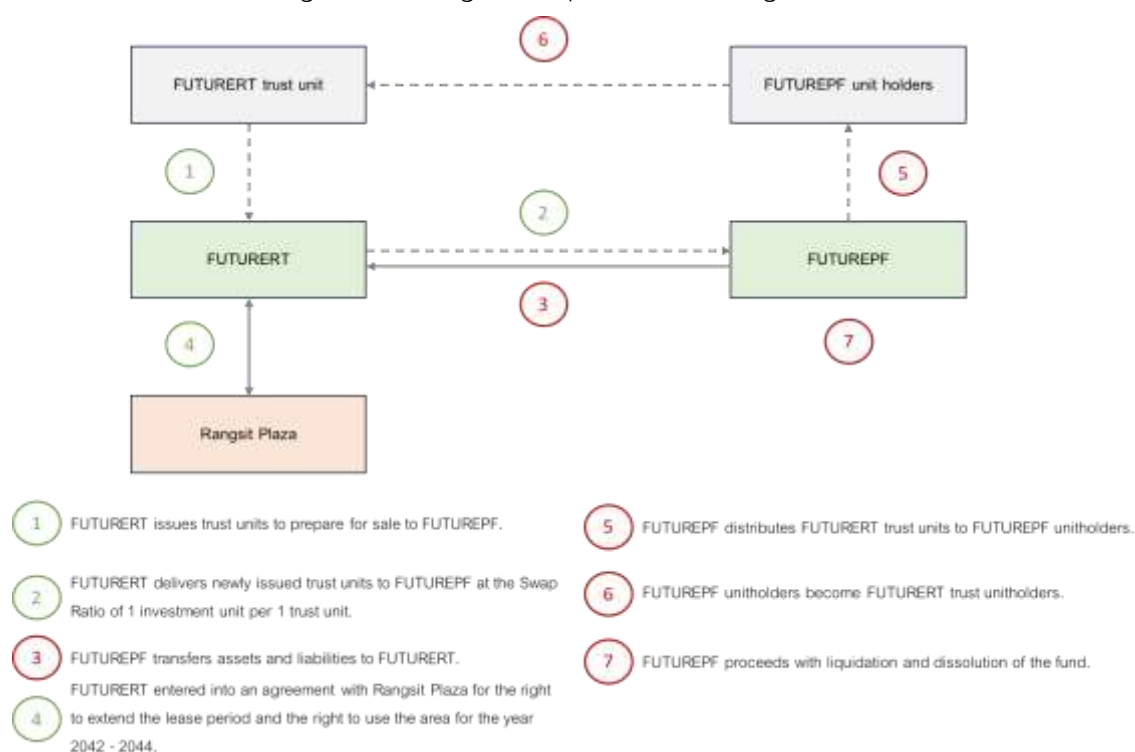 6
FUTURERT trust unit
FUTUREPF unit holders
1
5
2
FUTURERT
FUTUREPF
3
4
7
Rangsit Plaza
1 FUTURERT issues trust units to prepare for sale to FUTUREPF.
2 FUTURERT delivers newly issued trust units to FUTUREPF at the Swap
Ratio of 1 investment unit per 1 trust unit.
3 FUTUREPF transfers assets and liabilities to FUTURERT.
4 FUTURERT entered into an agreement with Rangsit Plaza for the right
to extend the lease period and the right to use the area for the year
2042 - 2044.
5 FUTUREPF distributes FUTURERT trust units to FUTUREPF unitholders.
6 FUTUREPF unitholders become FUTURERT trust unitholders.
7 FUTUREPF proceeds with liquidation and dissolution of the fund.